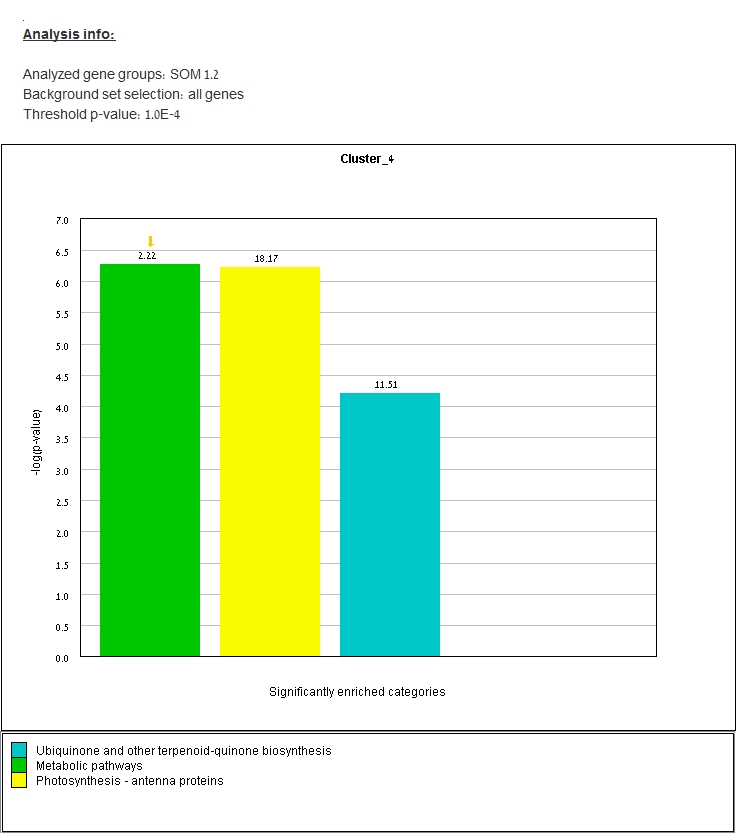 Analysis info:
Analyzed gene groups: SOM 1.2
Background set selection: all genes
Threshold p-value: 1.0E-4
Cluster_4
7.0
6.5
6.0
5.5
5.0
4.5
4.0
3.5
3.0
2.5
2.0
1.5
1.0
0.5
0.0
-log(p-value)
2.22
18.17
11.51
Significantly enriched categories
Ubiquinone and other terpenoid-quinone biosynthesis
Metabolic pathways
Photosynthesis - antenna proteins